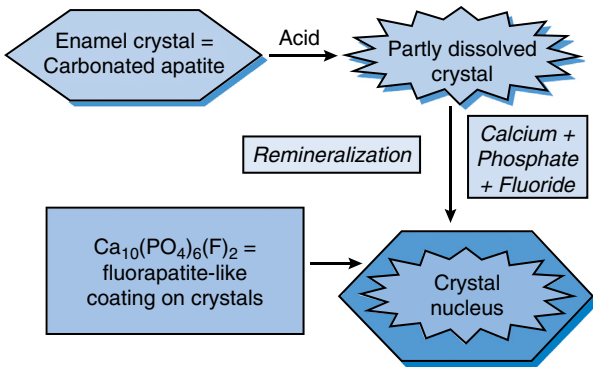 Enamel crystal =
Carbonated apatite
Acid
Partly dissolved
crystal
Remineralization
Calcium +
Phosphate
+ Fluoride
Ca₁₀(PO₄)₆(F)₂ =
fluorapatite-like
coating on crystals
Crystal
nucleus